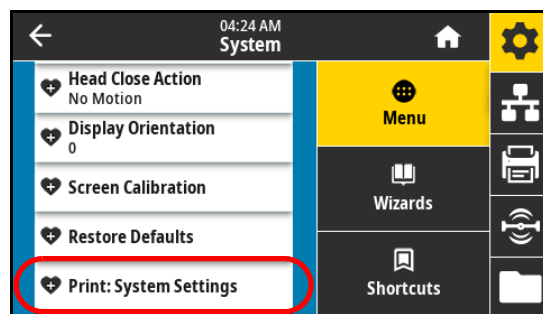 04:24 AM
System
Head Close Action
No Motion
Display Orientation
0
Screen Calibration
Restore Defaults
Print: System Settings
Menu
Wizards
Shortcuts